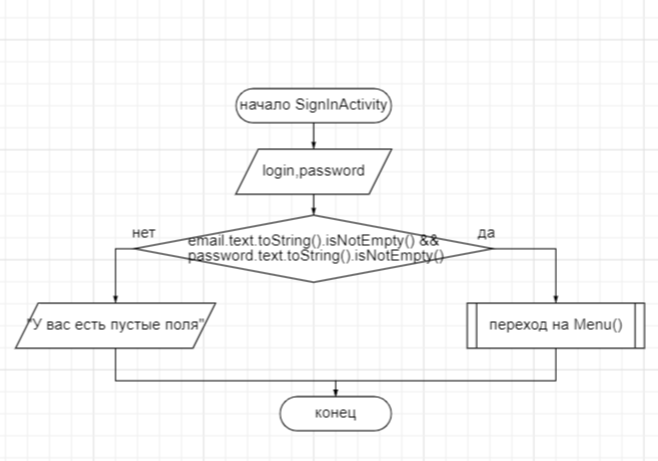 начало SignInActivity
login,password
нет
да
email.text.toString().isNotEmpty() &&
password.text.toString().isNotEmpty()
"У вас есть пустые поля"
переход на Menu()
конец